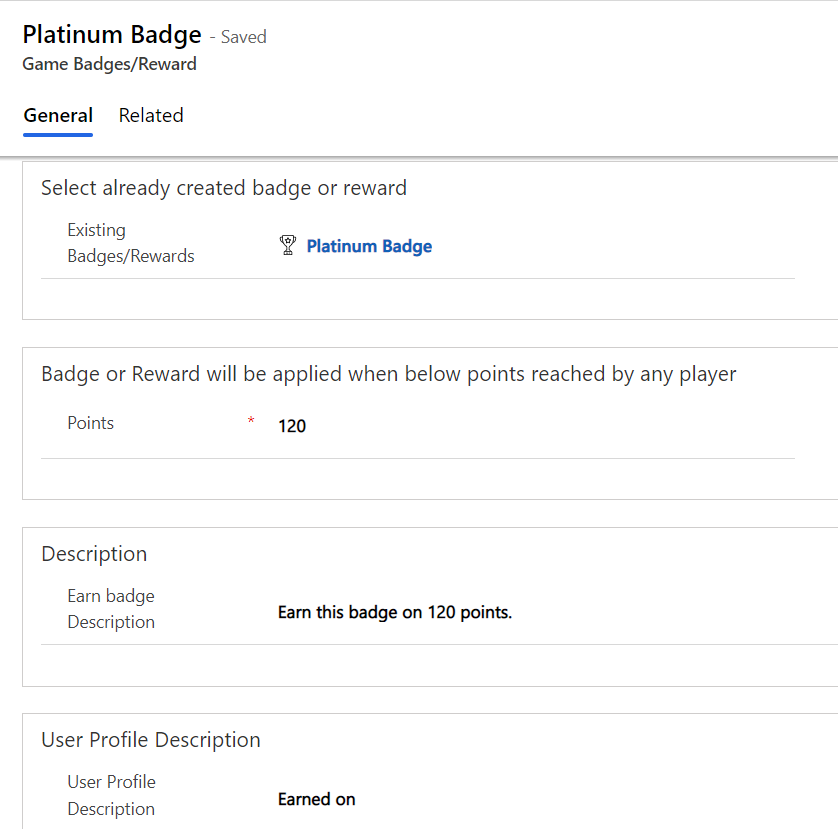 Platinum Badge - Saved
Game Badges/Reward
General Related
Select already created badge or reward
Existing
Badges/Rewards
Platinum Badge
Badge or Reward will be applied when below points reached by any player
Points * 120
Description
Earn badge
Description
Earn this badge on 120 points.
User Profile Description
User Profile
Description
Earned on